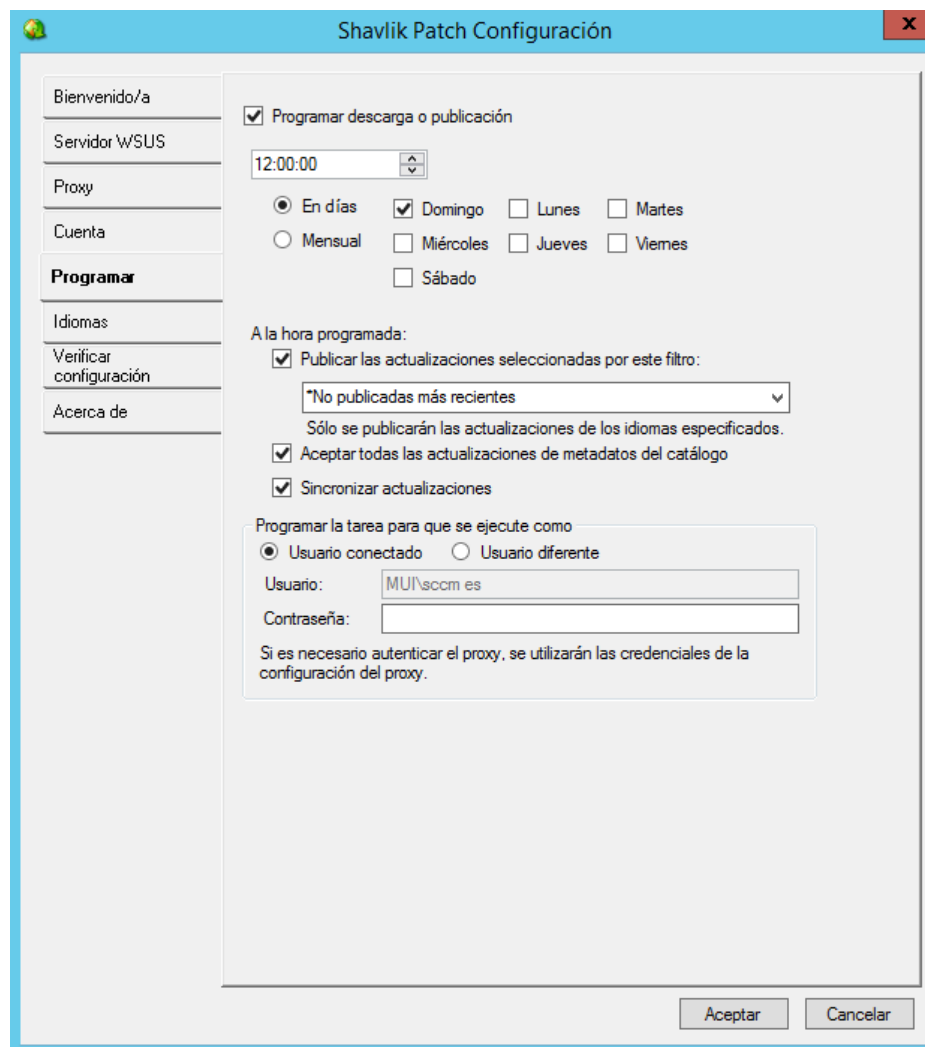 Shavlik Patch Configuración
x
Bienvenido/a
Servidor WSUS
Proxy
Cuenta
Programar
Idiomas
Verificar
configuración
Acerca de
Programar descarga o publicación
12:00:00
En días
Domingo
Lunes
Martes
Mensual
Miércoles
Jueves
Viernes
Sábado
A la hora programada:
Publicar las actualizaciones seleccionadas por este filtro:
*No publicadas más recientes
Sólo se publicarán las actualizaciones de los idiomas especificados.
Aceptar todas las actualizaciones de metadatos del catálogo
Sincronizar actualizaciones
Programar la tarea para que se ejecute como
Usuario conectado
Usuario diferente
Usuario:
MUI\sccm es
Contraseña:
Si es necesario autenticar el proxy, se utilizarán las credenciales de la
configuración del proxy.
Aceptar
Cancelar